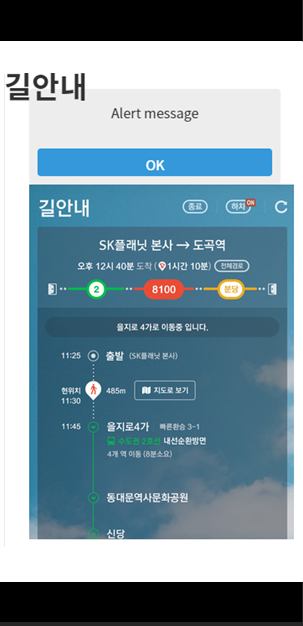 길안내
Alert message
OK
길안내
종료
하차
ON
SK플래닛 본사 → 도곡역
오후 12시 40분 도착 (1시간 10분) 전체경로
2
8100
분당
을지로 4가로 이동중 입니다.
11:25 출발 (SK플래닛 본사)
현위치
11:30
485m 지도로 보기
11:45 을지로4가 빠른환승 3-1
수도권 2호선 내선순환방면
4개 역 이동 (8분소요)
동대문역사문화공원
신당